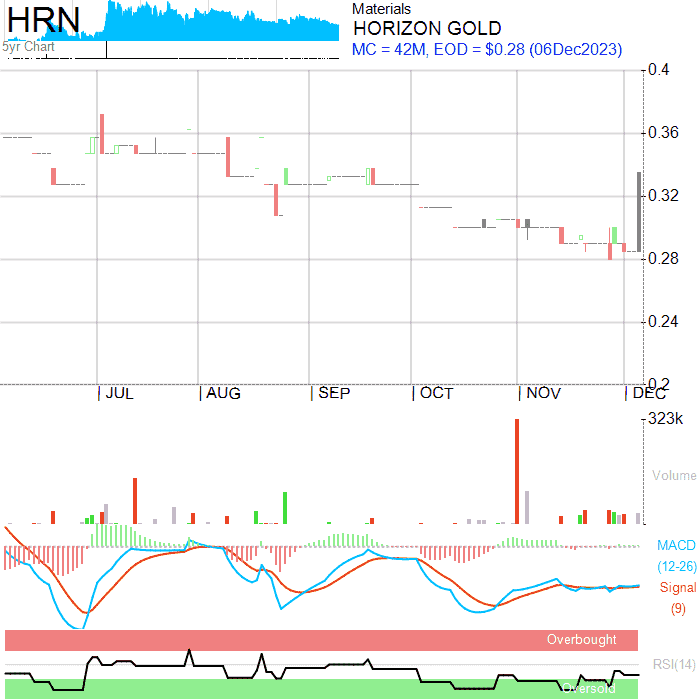 HRN
Materials
HORIZON GOLD
MC = 42M, EOD = $0.28 (06Dec2023)
5yr Chart
0.4
0.36
0.32
0.28
0.24
0.2
JUL AUG SEP OCT NOV DEC
323k
Volume
MACD
(12-26)
Signal
(9)
Overbought
RSI(14)
Oversold